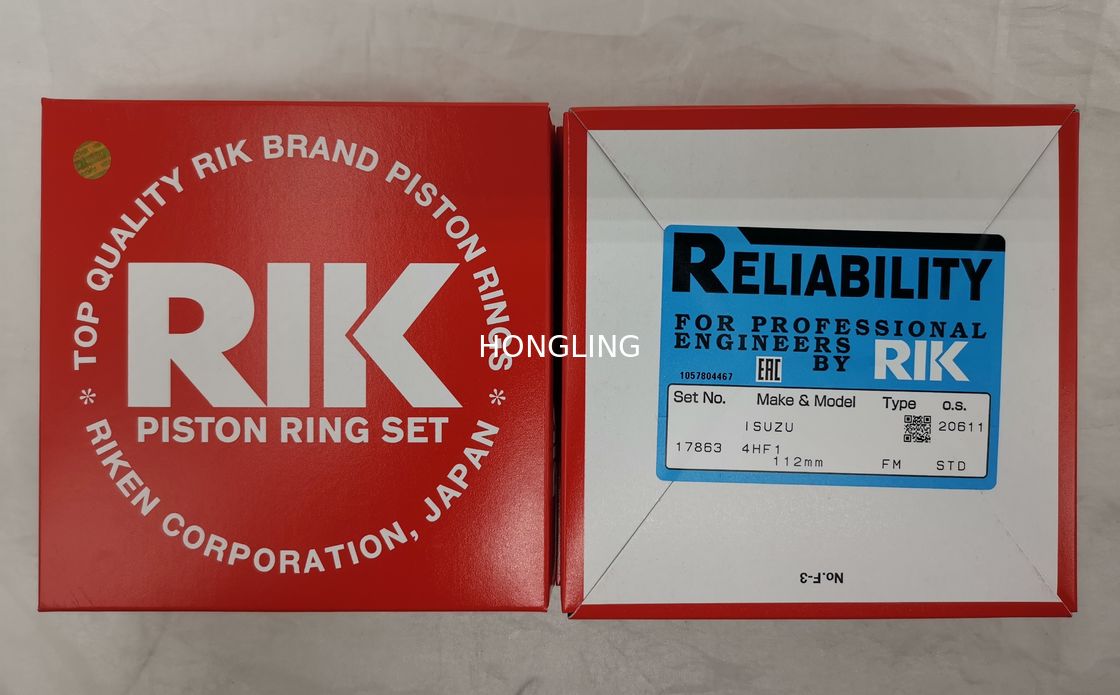 TOP QUALITY RIK BRAND PISTON RINGS
RIK
PISTON RING SET
* RIKEN CORPORATION, JAPAN *
HONGLING
RELIABILITY
FOR PROFESSIONAL
ENGINEERS
BY RIK
1057804467 EAC
Set No. Make & Model Type o.s.
ISUZU 20611
17863 4HF1
112mm FM STD
No.F-3